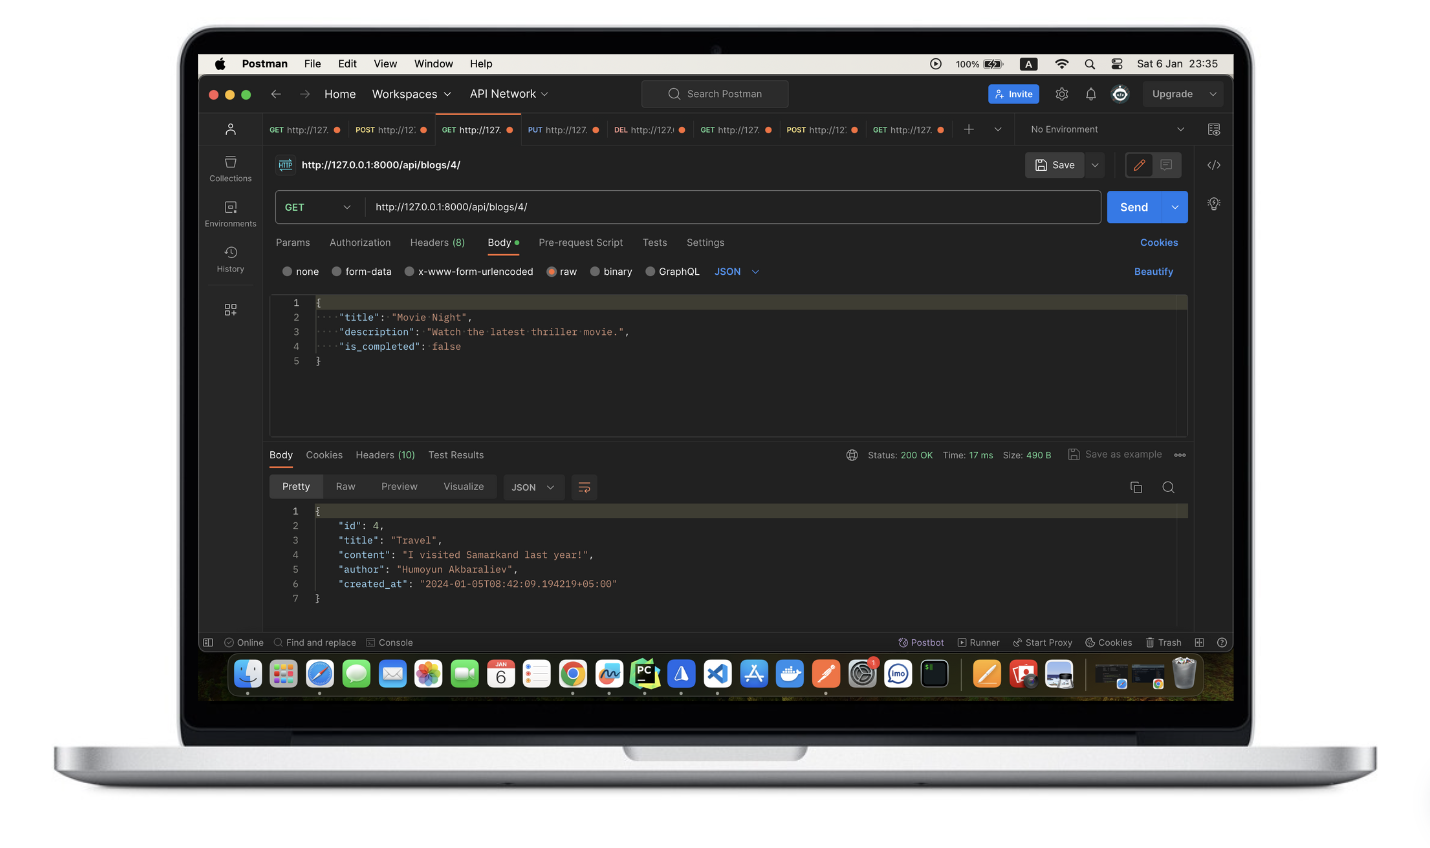 Postman File Edit View Window Help 100% A Sat 6 Jan 23:35
Home Workspaces API Network Search Postman Invite Upgrade
GET http://127. POST http://12 GET http://127. PUT http://127. DEL http://127. GET http://127. POST http://12 GET http://127. No Environment
HTTP http://127.0.0.1:8000/api/blogs/4/ Save
Collections
Environments
History
GET http://127.0.0.1:8000/api/blogs/4/ Send
Params Authorization Headers (8) Body Pre-request Script Tests Settings Cookies
none form-data x-www-form-urlencoded raw binary GraphQL JSON Beautify
1 {
2 "title": "Movie Night",
3 "description": "Watch the latest thriller movie.",
4 "is_completed": false
5 }
Body Cookies Headers (10) Test Results Status: 200 OK Time: 17 ms Size: 490 B Save as example
Pretty Raw Preview Visualize JSON
1 {
2 "id": 4,
3 "title": "Travel",
4 "content": "I visited Samarkand last year!",
5 "author": "Humoyun Akbaraliev",
6 "created_at": "2024-01-05T08:42:09.194219+05:00"
7 }
Online Find and replace Console Postbot Runner Start Proxy Cookies Trash
JAN
6
PC
1
imo
$